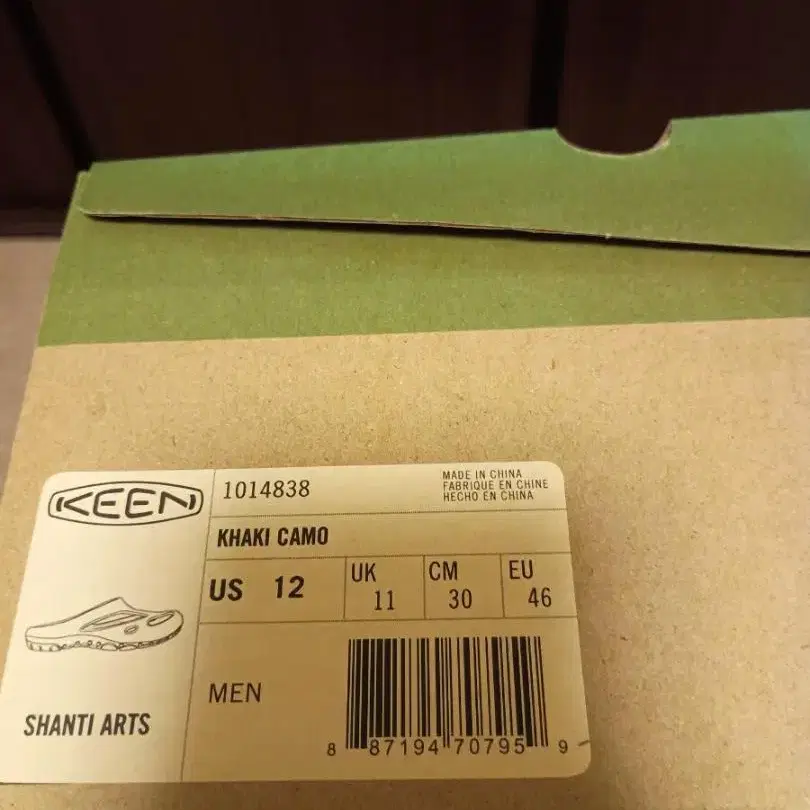 KEEN
1014838
MADE IN CHINA
FABRIQUE EN CHINE
HECHO EN CHINA
KHAKI CAMO
US 12
UK 11
CM 30
EU 46
MEN
SHANTI ARTS
8 87194 70795 9